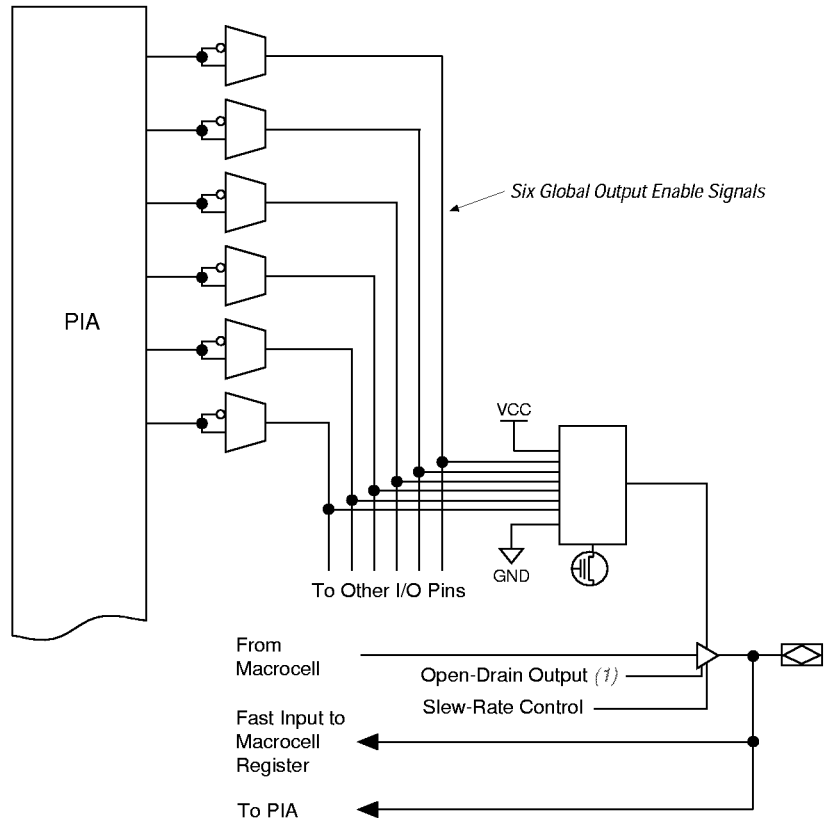 Six Global Output Enable Signals
PIA
VCC
GND
To Other I/O Pins
From
Macrocell
Open-Drain Output (1)
Slew-Rate Control
Fast Input to
Macrocell
Register
To PIA